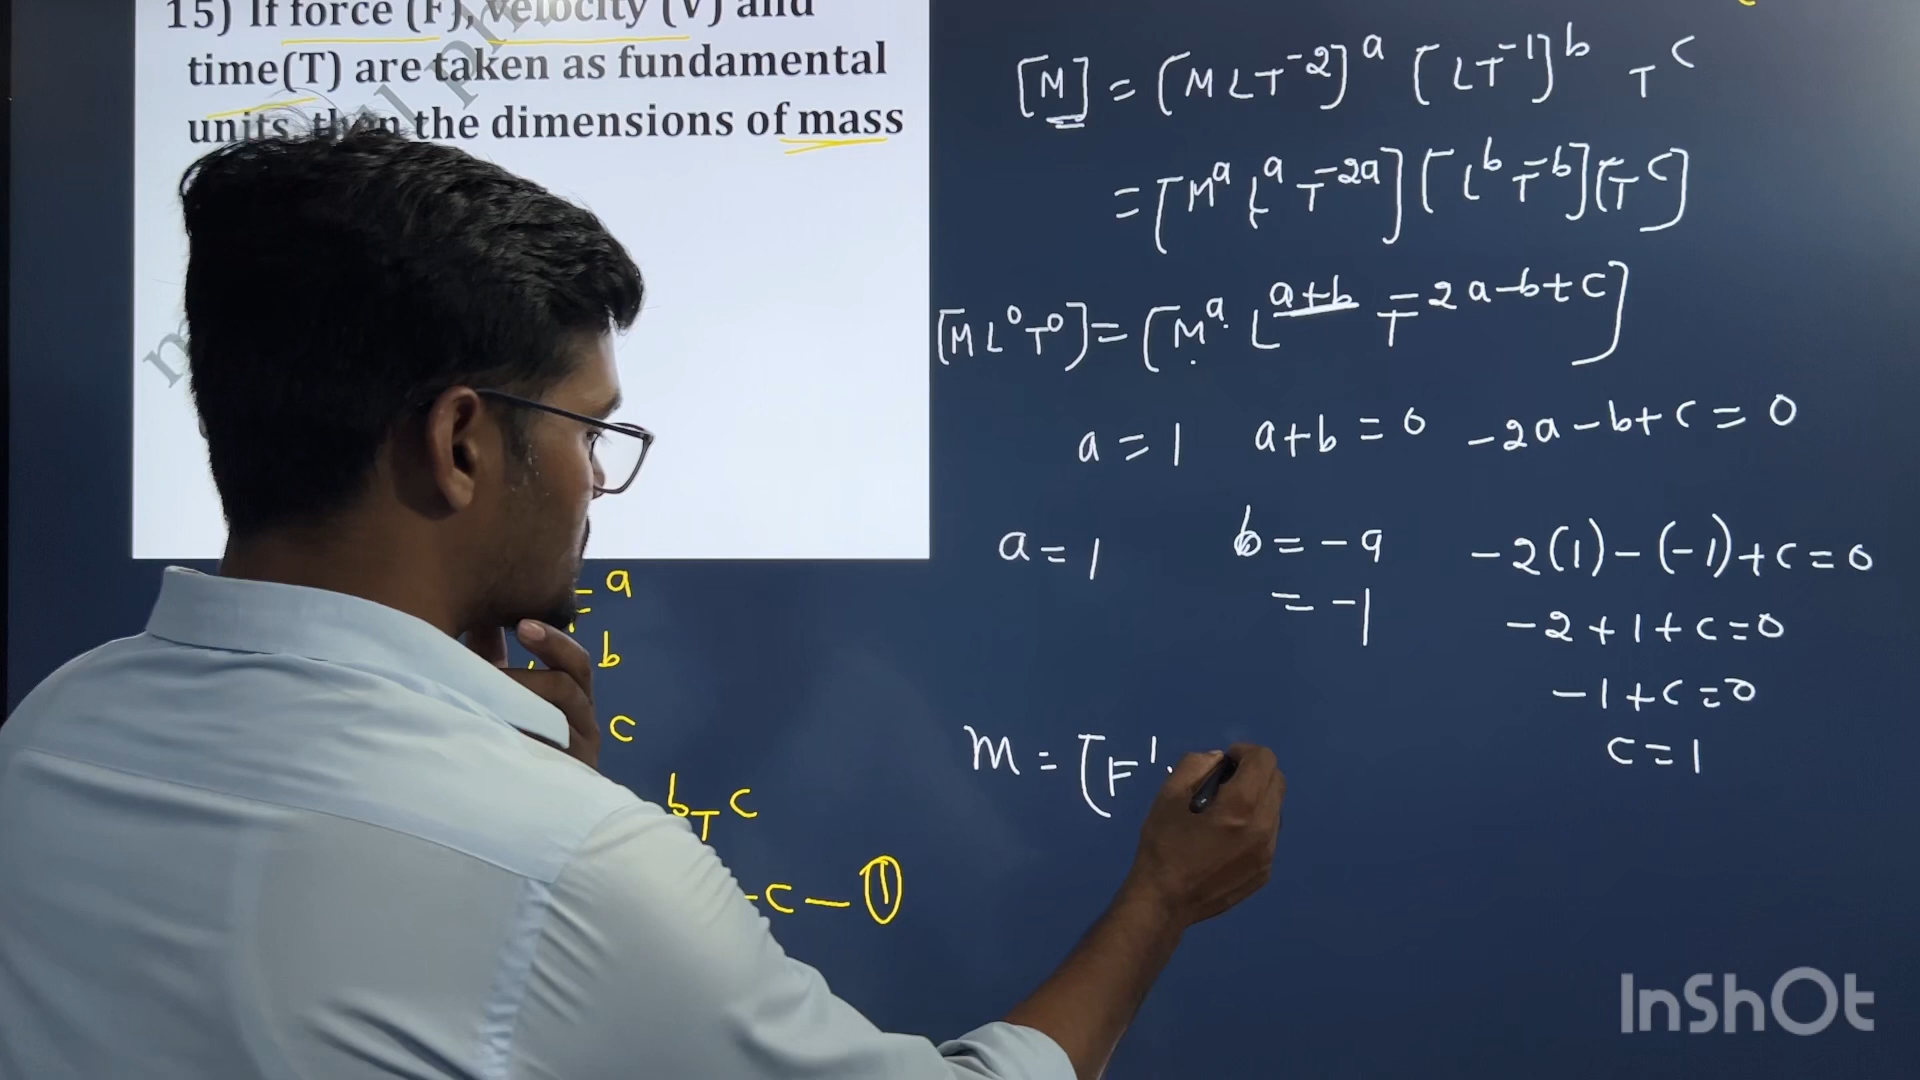 15) If force (F), velocity (V) and
time(T) are taken as fundamental
units, then the dimensions of mass
= a
b
c
b T c
-c — ①
[M] = [MLT⁻²]ᵃ [LT⁻¹]ᵇ Tᶜ
= [Mᵃ Lᵃ T⁻²ᵃ] [Lᵇ T⁻ᵇ] [Tᶜ]
[ML⁰T⁰] = [Mᵃ Lᵃ⁺ᵇ T⁻²ᵃ⁻ᵇ⁺ᶜ]
a = 1 a+b = 0 -2a-b+c = 0
a = 1 b = -a -2(1)-(-1)+c=0
= -1 -2+1+c=0
-1+c=0
M = [F¹. c=1
InShOt